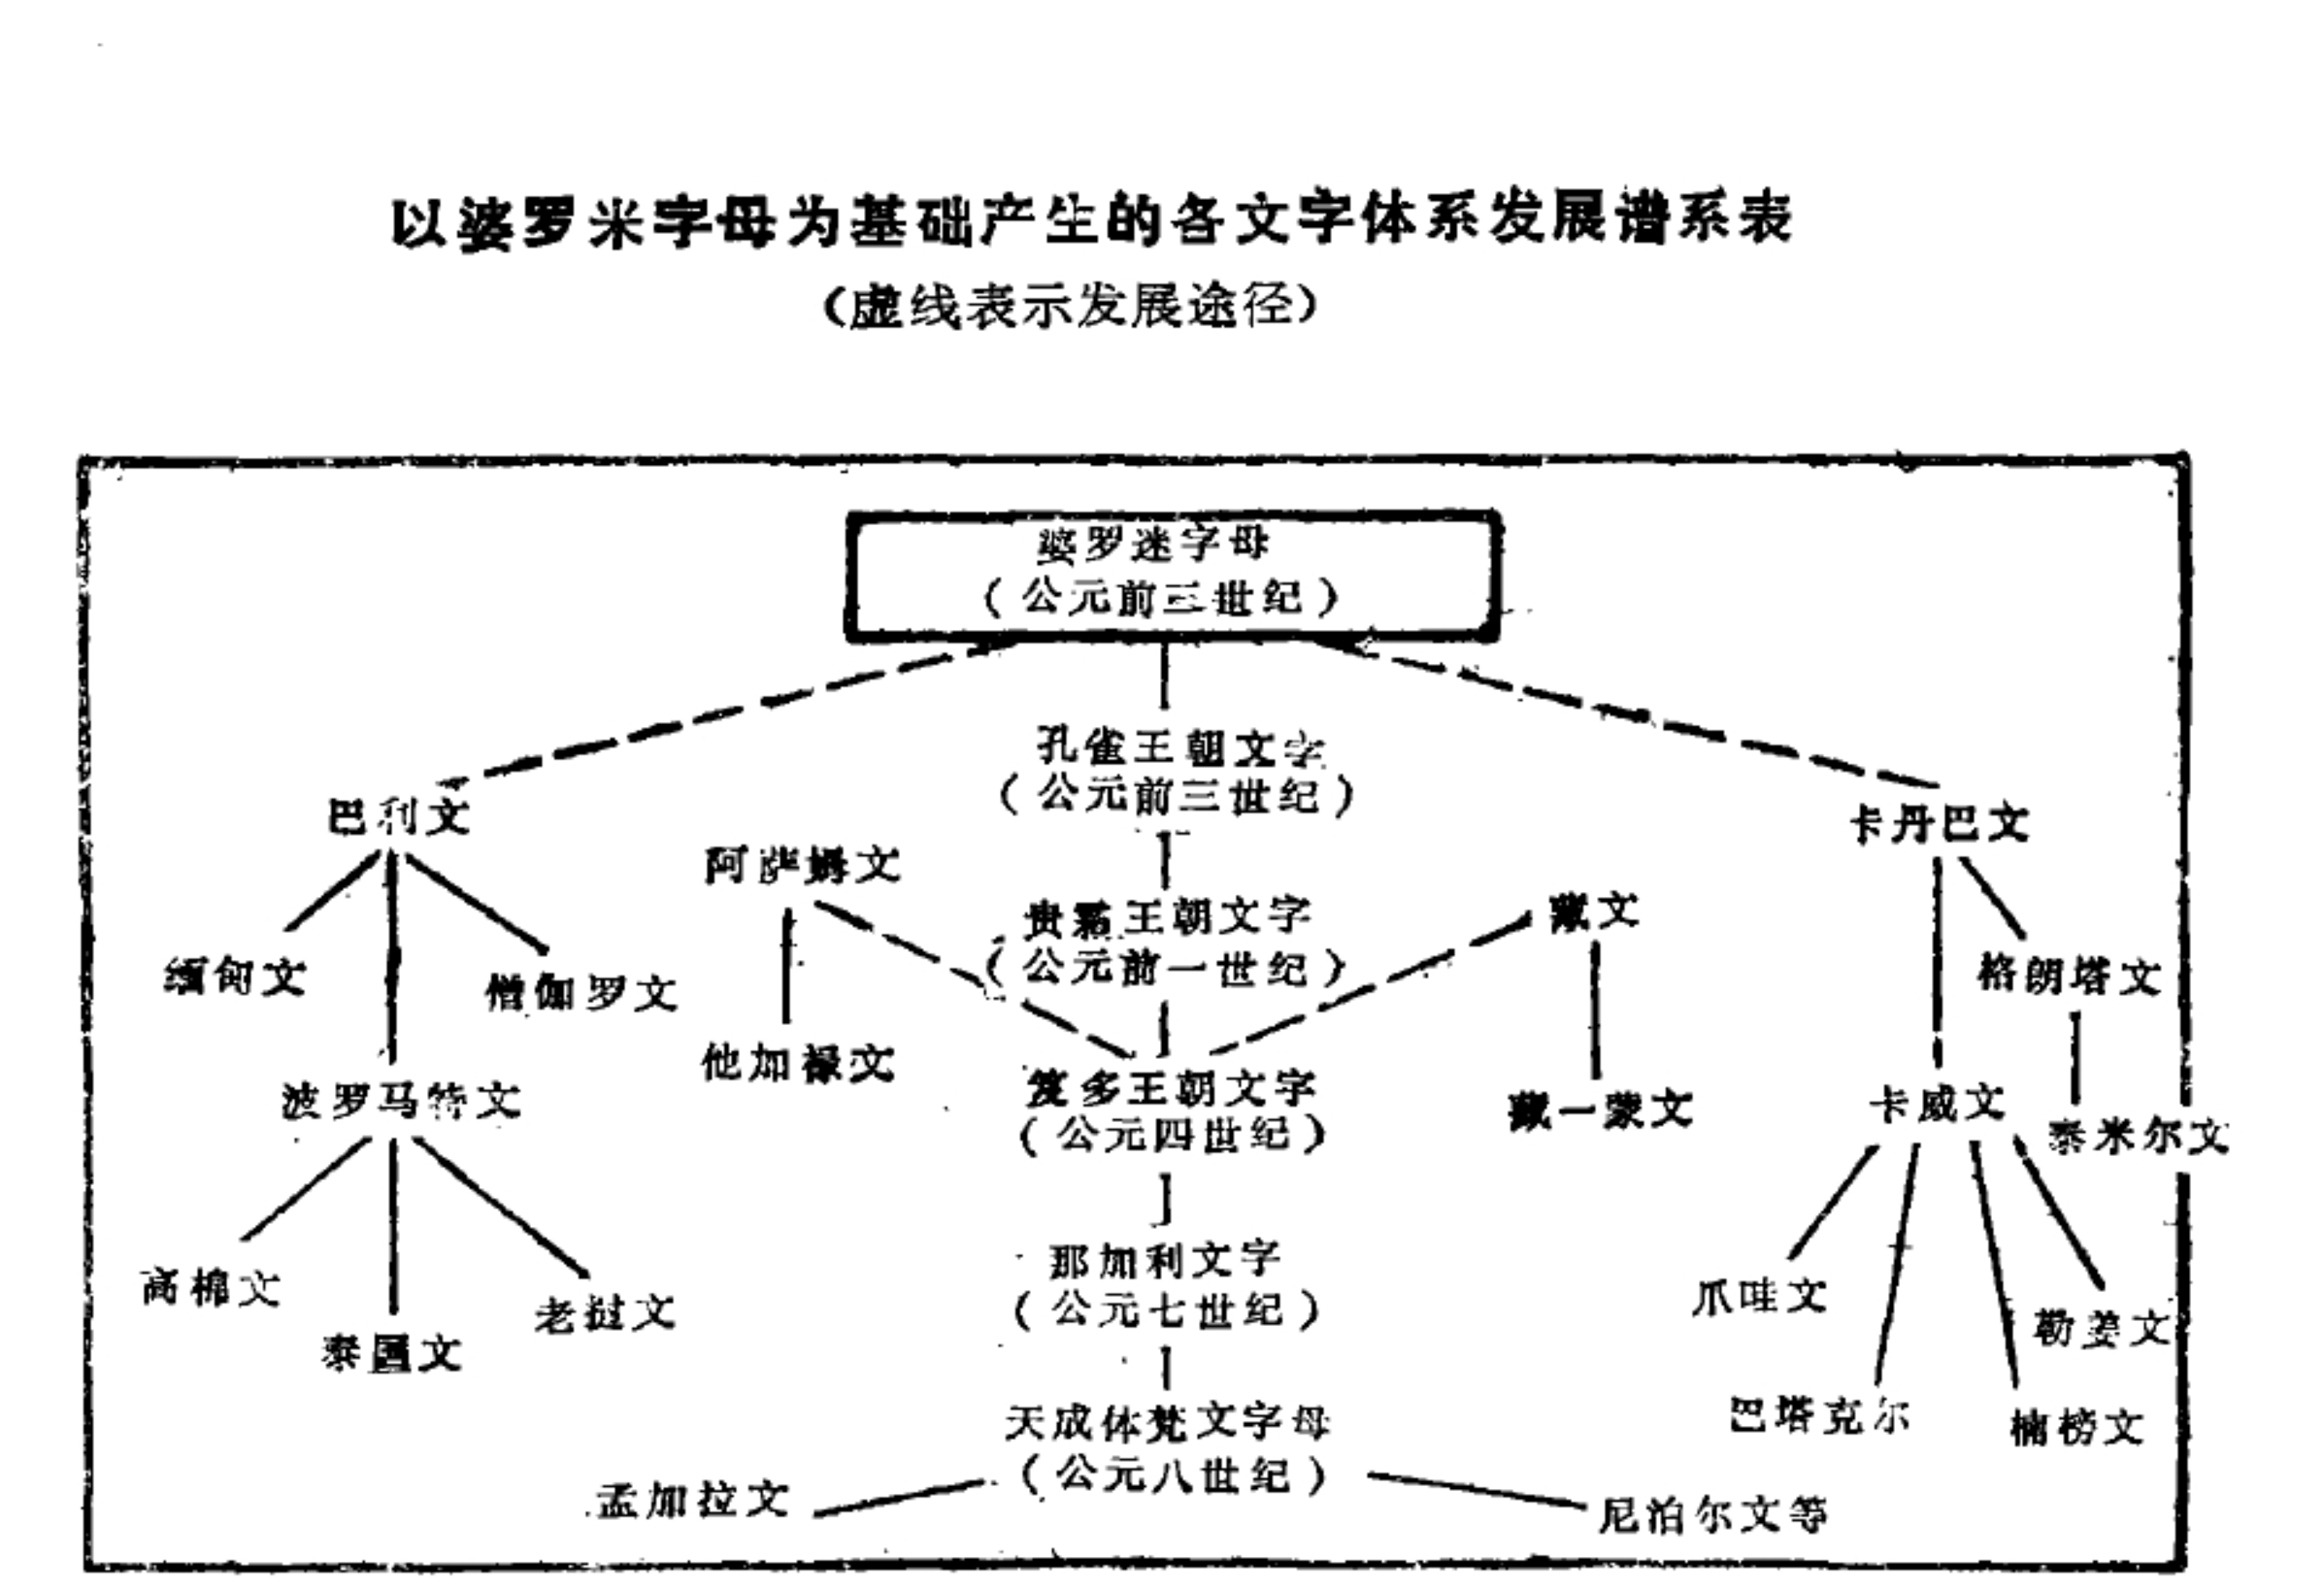 以婆罗米字母为基础产生的各文字体系发展谱系表
（虚线表示发展途径）
婆罗迷字母
（公元前三世纪）
孔雀王朝文字
（公元前三世纪）
巴利文
卡丹巴文
阿萨姆文
贵霜王朝文字
（公元前一世纪）
藏文
缅甸文
僧伽罗文
格朗塔文
他加禄文
笈多王朝文字
（公元四世纪）
波罗马特文
藏一蒙文
卡威文
泰米尔文
那加利文字
（公元七世纪）
高棉文
泰国文
老挝文
爪哇文
勒姜文
巴塔克尔
楠榜文
天成体梵文字母
（公元八世纪）
孟加拉文
尼泊尔文等